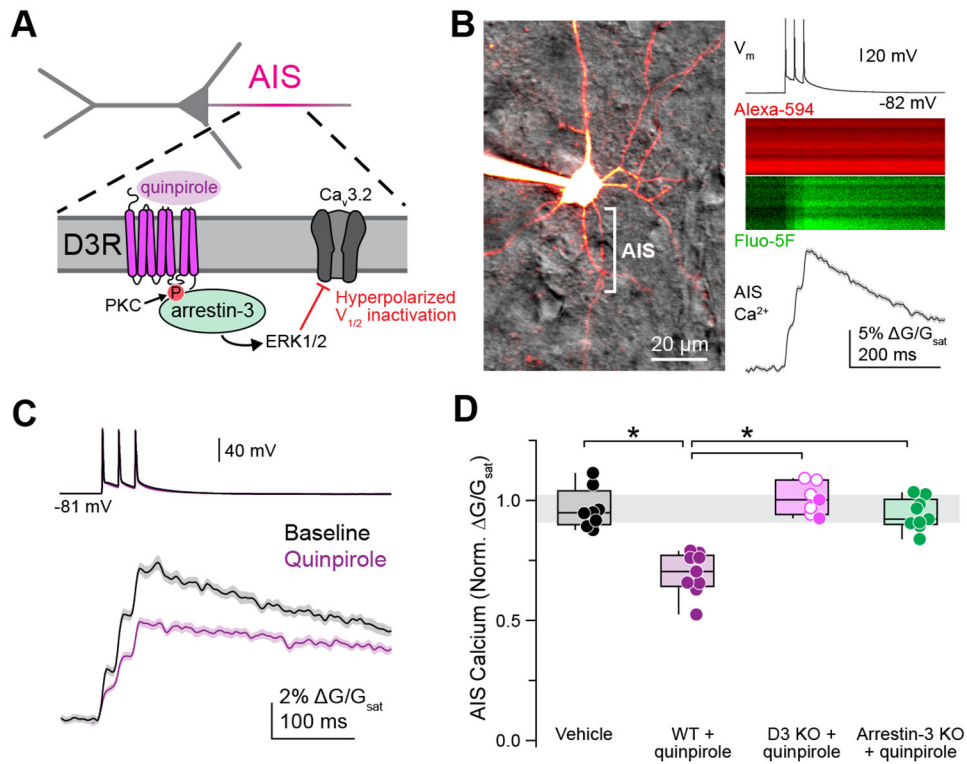 A
AIS
quinpirole
Cav3.2
D3R
P
PKC
arrestin-3
ERK1/2
Hyperpolarized
V1/2 inactivation
B
AIS
20 µm
Vm
20 mV
-82 mV
Alexa-594
Fluo-5F
AIS
Ca2+
5% ΔG/Gsat
200 ms
C
40 mV
-81 mV
Baseline
Quinpirole
2% ΔG/Gsat
100 ms
D
*
*
AIS Calcium (Norm. ΔG/Gsat)
1.0
0.5
0.0
Vehicle
WT +
quinpirole
D3 KO +
quinpirole
Arrestin-3 KO
+ quinpirole